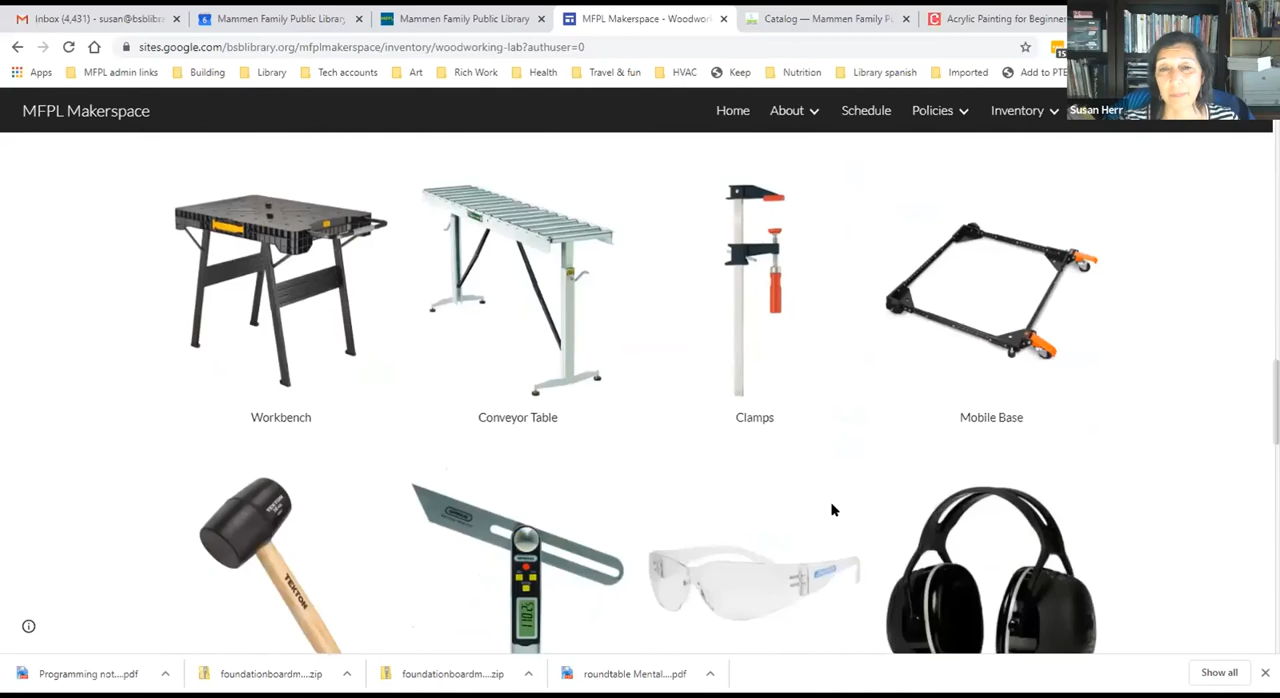 Inbox (4,431) - susan@bsblibra
Mammen Family Public Library
Mammen Family Public Library
MFPL Makerspace - Woodwor
Catalog — Mammen Family P
Acrylic Painting for Beginner
sites.google.com/bsblibrary.org/mfplmakerspace/inventory/woodworking-lab?authuser=0
Apps
MFPL admin links
Building
Library
Tech accounts
Art
Rich Work
Health
Travel & fun
HVAC
Keep
Nutrition
Library spanish
Imported
Add to PTE
15
Susan Herr
MFPL Makerspace
Home
About
Schedule
Policies
Inventory
Workbench
Conveyor Table
Clamps
Mobile Base
TEKTON
TEKTON
Programming not....pdf
foundationboardm....zip
foundationboardm....zip
roundtable Mental....pdf
Show all